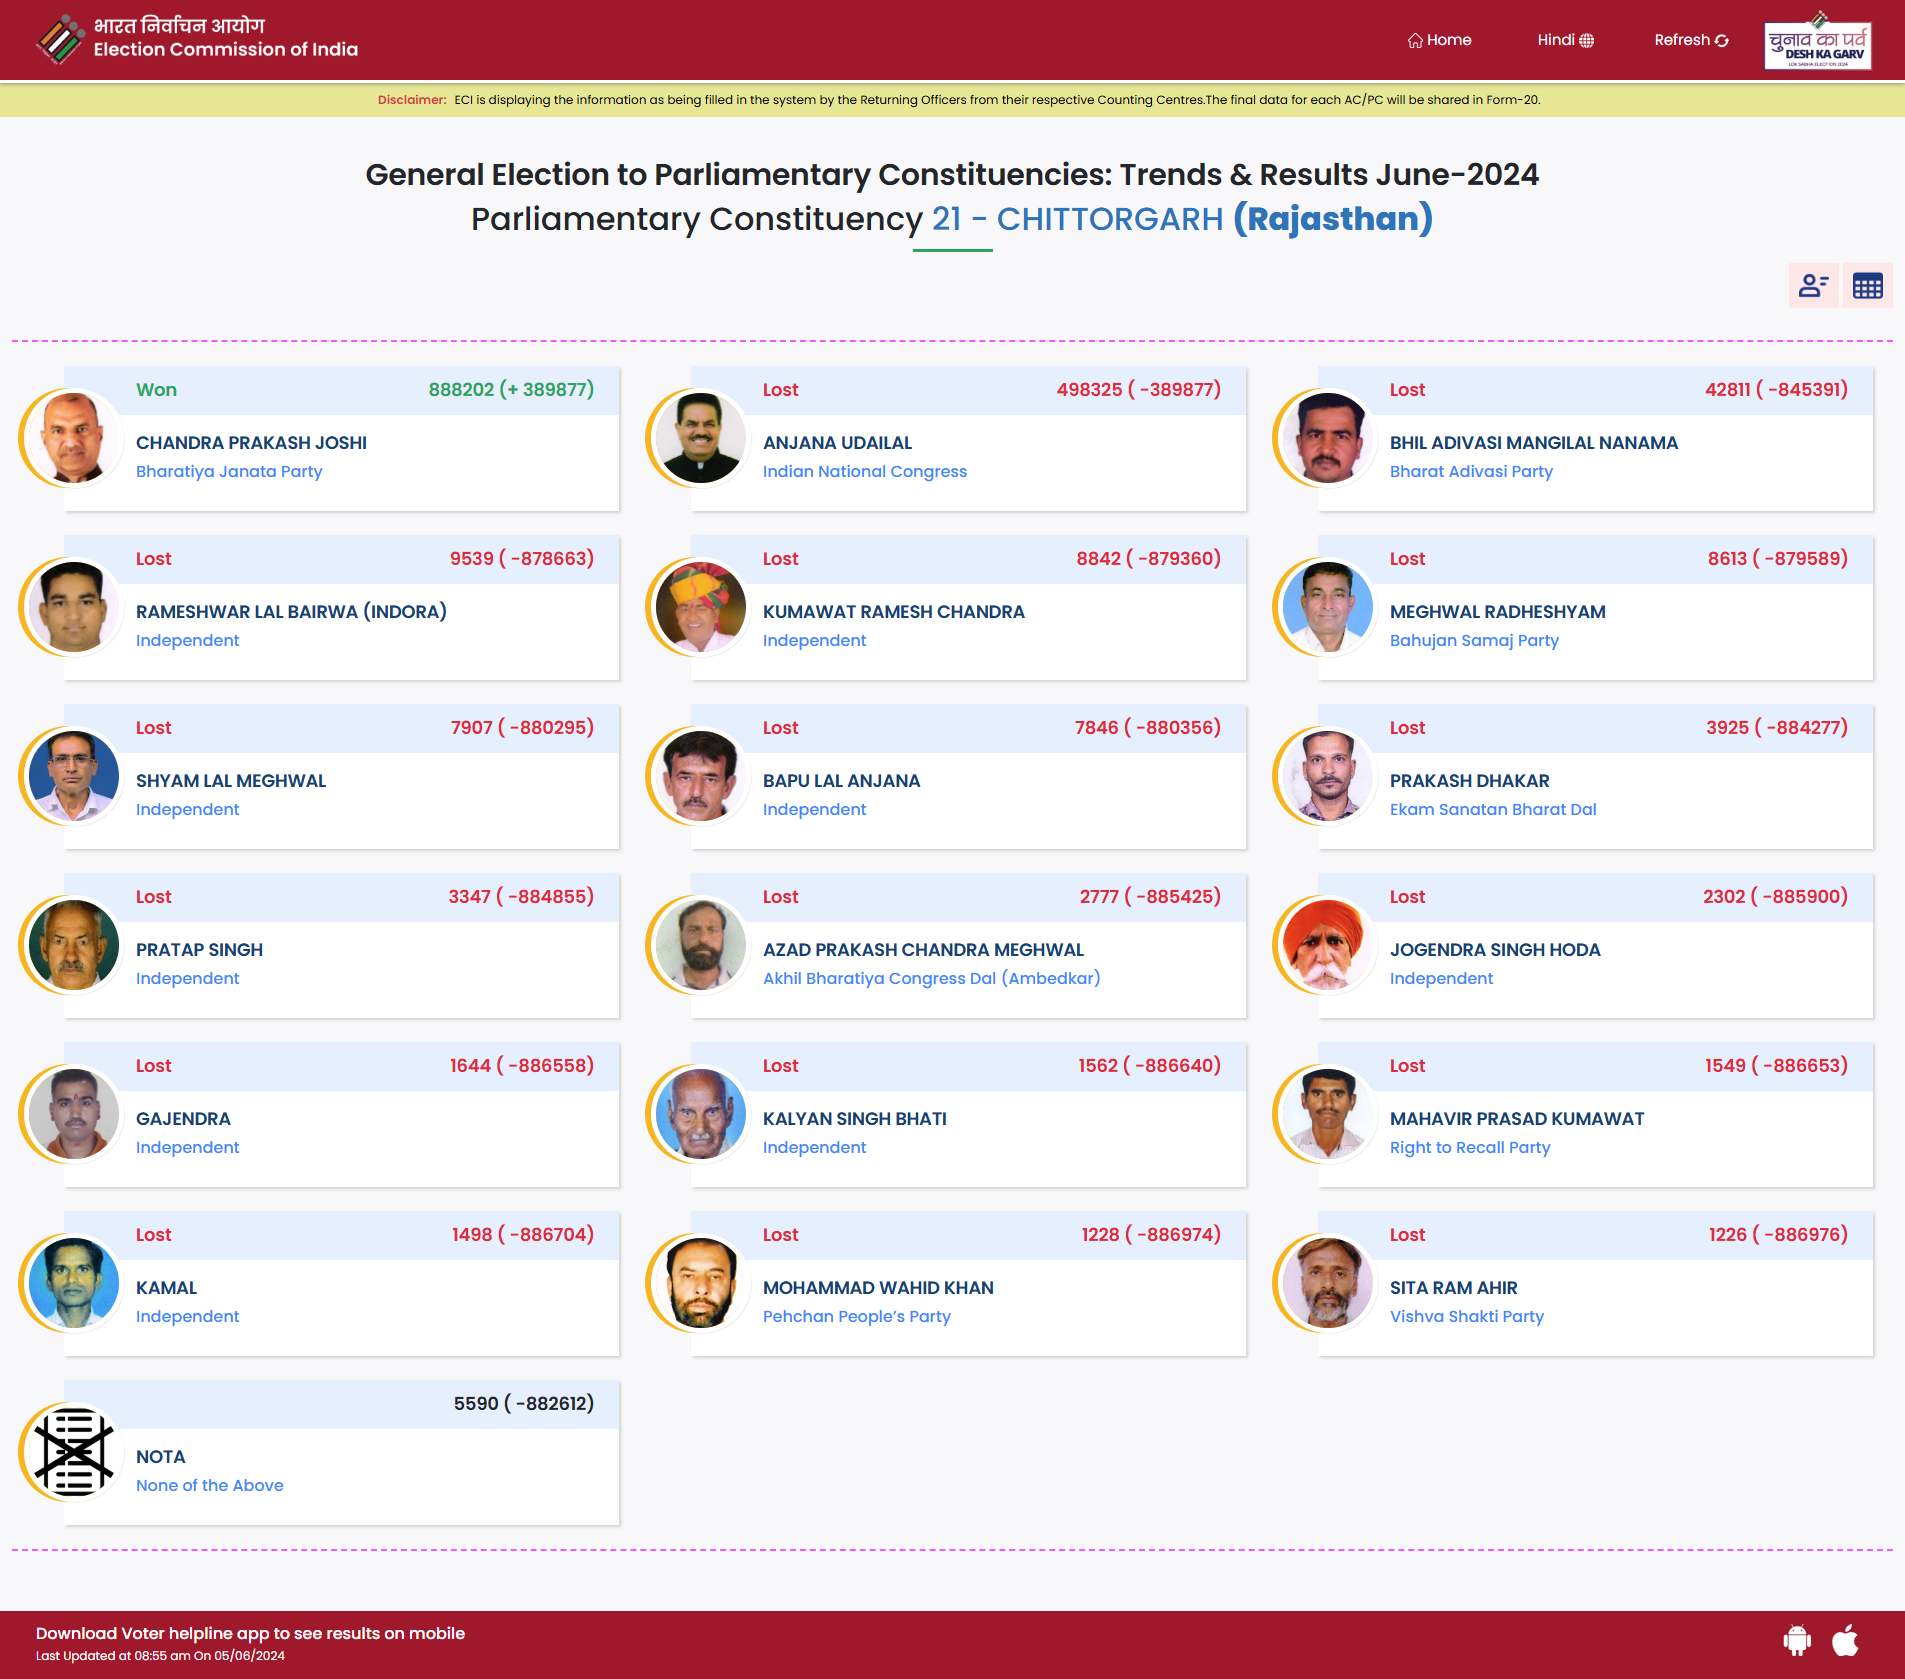 भारत निर्वाचन आयोग
Election Commission of India
Home
Hindi
Refresh
चुनाव का पर्व
DESH KA GARV
LOK SABHA ELECTION 2024
Disclaimer: ECI is displaying the information as being filled in the system by the Returning Officers from their respective Counting Centres.The final data for each AC/PC will be shared in Form-20.
General Election to Parliamentary Constituencies: Trends & Results June-2024
Parliamentary Constituency 21 - CHITTORGARH (Rajasthan)
Won 888202 (+ 389877)
CHANDRA PRAKASH JOSHI
Bharatiya Janata Party
Lost 498325 ( -389877)
ANJANA UDAILAL
Indian National Congress
Lost 42811 ( -845391)
BHIL ADIVASI MANGILAL NANAMA
Bharat Adivasi Party
Lost 9539 ( -878663)
RAMESHWAR LAL BAIRWA (INDORA)
Independent
Lost 8842 ( -879360)
KUMAWAT RAMESH CHANDRA
Independent
Lost 8613 ( -879589)
MEGHWAL RADHESHYAM
Bahujan Samaj Party
Lost 7907 ( -880295)
SHYAM LAL MEGHWAL
Independent
Lost 7846 ( -880356)
BAPU LAL ANJANA
Independent
Lost 3925 ( -884277)
PRAKASH DHAKAR
Ekam Sanatan Bharat Dal
Lost 3347 ( -884855)
PRATAP SINGH
Independent
Lost 2777 ( -885425)
AZAD PRAKASH CHANDRA MEGHWAL
Akhil Bharatiya Congress Dal (Ambedkar)
Lost 2302 ( -885900)
JOGENDRA SINGH HODA
Independent
Lost 1644 ( -886558)
GAJENDRA
Independent
Lost 1562 ( -886640)
KALYAN SINGH BHATI
Independent
Lost 1549 ( -886653)
MAHAVIR PRASAD KUMAWAT
Right to Recall Party
Lost 1498 ( -886704)
KAMAL
Independent
Lost 1228 ( -886974)
MOHAMMAD WAHID KHAN
Pehchan People's Party
Lost 1226 ( -886976)
SITA RAM AHIR
Vishva Shakti Party
5590 ( -882612)
NOTA
None of the Above
Download Voter helpline app to see results on mobile
Last Updated at 08:55 am On 05/06/2024